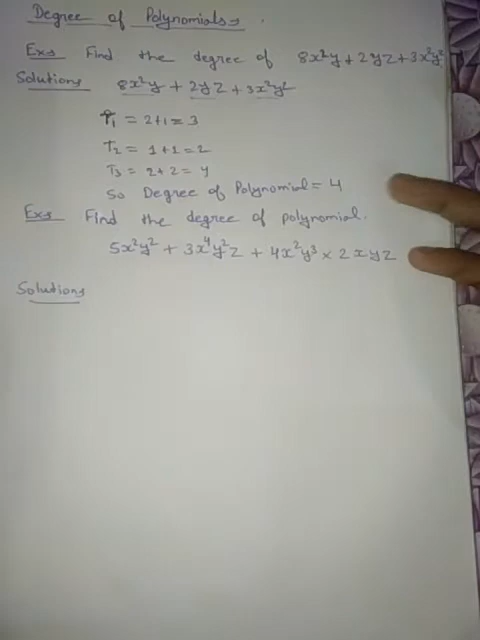 Degree of Polynomials
Ex: Find the degree of 8x²y + 2yz + 3x²y²
Solution: 8x²y + 2yz + 3x²y²
T₁ = 2+1 = 3
T₂ = 1+1 = 2
T₃ = 2+2 = 4
So Degree of Polynomial = 4
Ex: Find the degree of polynomial.
5x²y² + 3x⁴y²z + 4x²y³ × 2xyz
Solution: